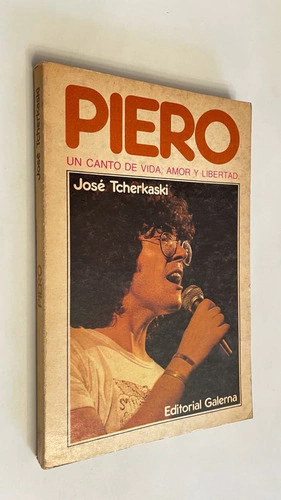 PIERO
UN CANTO DE VIDA, AMOR Y LIBERTAD
José Tcherkaski
Editorial Galerna
José Tcherkaski
PIERO